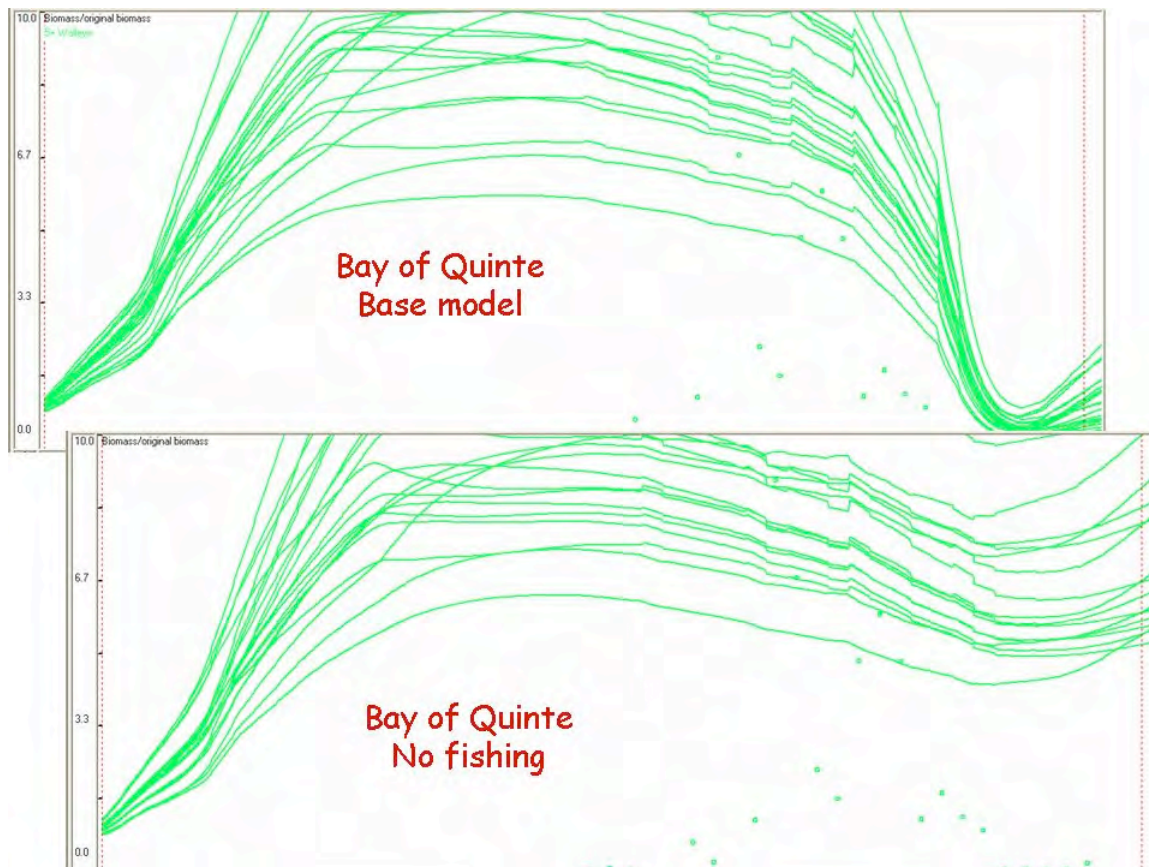 10.0 Biomass/original biomass
5+ Walleye
6.7
3.3
0.0
Bay of Quinte
Base model
10.0 Biomass/original biomass
6.7
3.3
0.0
Bay of Quinte
No fishing